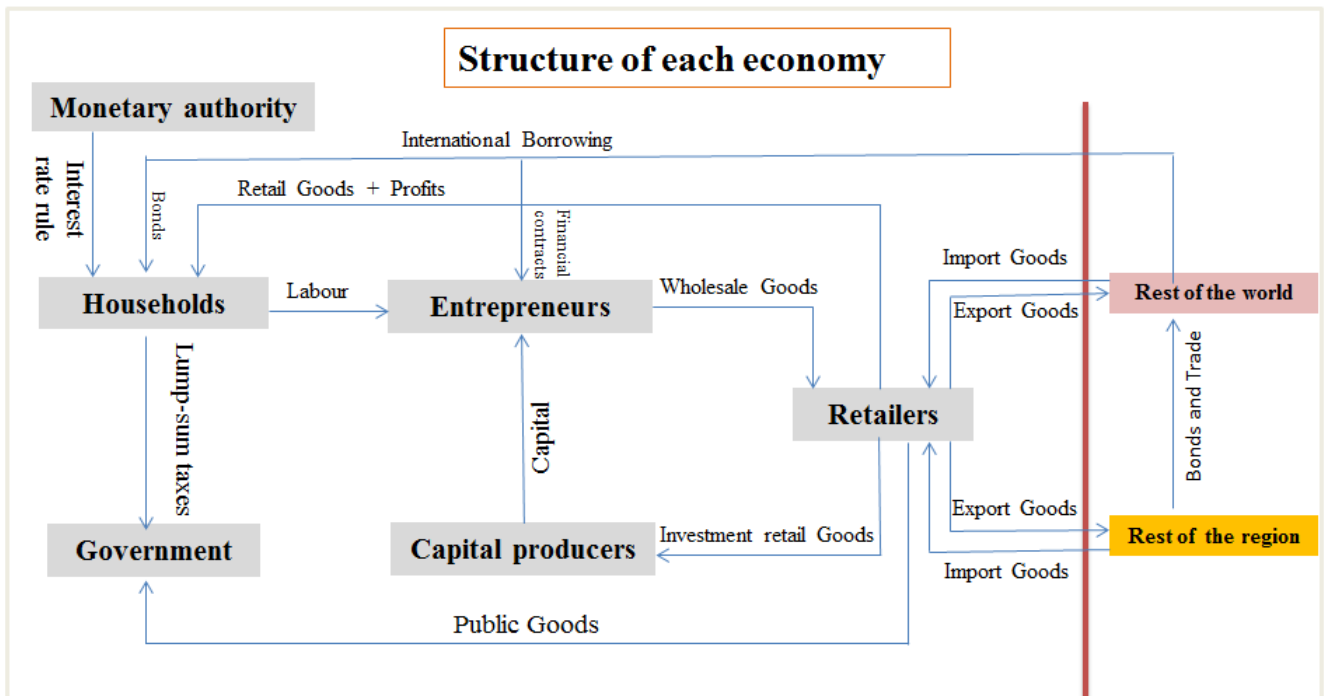 Structure of each economy
Monetary authority
International Borrowing
Interest
rate rule
Bonds
Retail Goods + Profits
Financial
contracts
Import Goods
Households
Labour
Entrepreneurs
Wholesale Goods
Rest of the world
Export Goods
Lump-sum taxes
Capital
Retailers
Bonds and Trade
Export Goods
Government
Capital producers
Investment retail Goods
Rest of the region
Import Goods
Public Goods